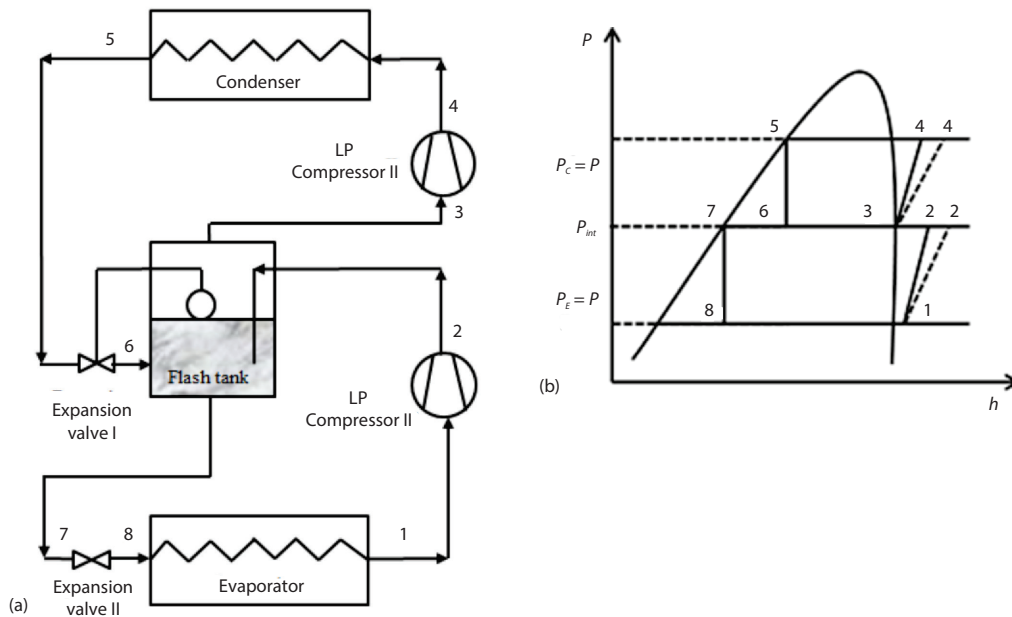 5
Condenser
4
LP
Compressor II
3
2
6
Flash tank
Expansion
valve I
LP
Compressor II
7
8
1
Evaporator
Expansion
valve II
(a)
P
5
4
4
P_C = P
7
6
3
2
2
P_int
P_E = P
8
1
(b)
h